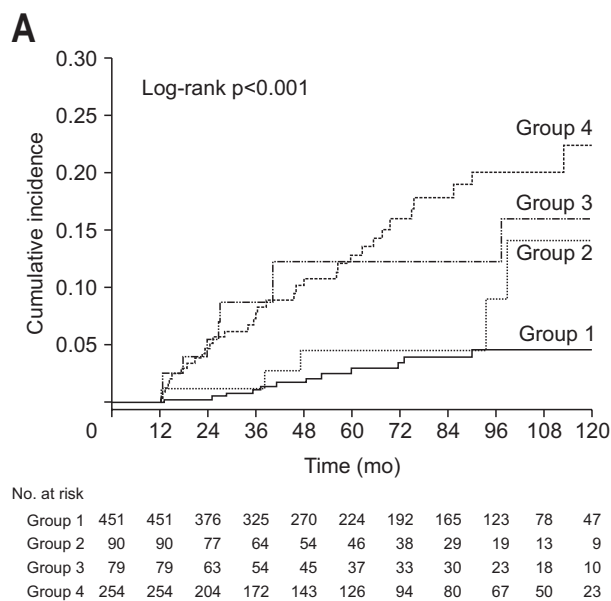 A
0.30
0.25
0.20
0.15
0.10
0.05
Cumulative incidence
Log-rank p<0.001
Group 4
Group 3
Group 2
Group 1
0 12 24 36 48 60 72 84 96 108 120
Time (mo)
No. at risk
Group 1 451 451 376 325 270 224 192 165 123 78 47
Group 2 90 90 77 64 54 46 38 29 19 13 9
Group 3 79 79 63 54 45 37 33 30 23 18 10
Group 4 254 254 204 172 143 126 94 80 67 50 23